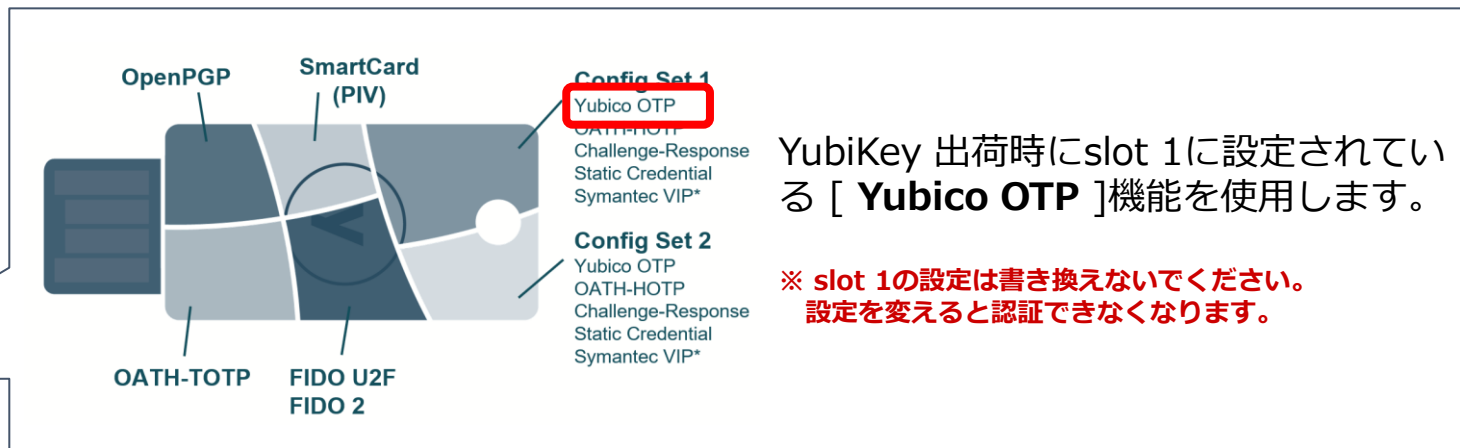 OpenPGP
SmartCard
(PIV)
Config Set 1
Yubico OTP
OATH-HOTP
Challenge-Response
Static Credential
Symantec VIP*
Config Set 2
Yubico OTP
OATH-HOTP
Challenge-Response
Static Credential
Symantec VIP*
OATH-TOTP
FIDO U2F
FIDO 2
YubiKey 出荷時にslot 1に設定されてい
る [ Yubico OTP ]機能を使用します。
※ slot 1の設定は書き換えないでください。
設定を変えると認証できなくなります。